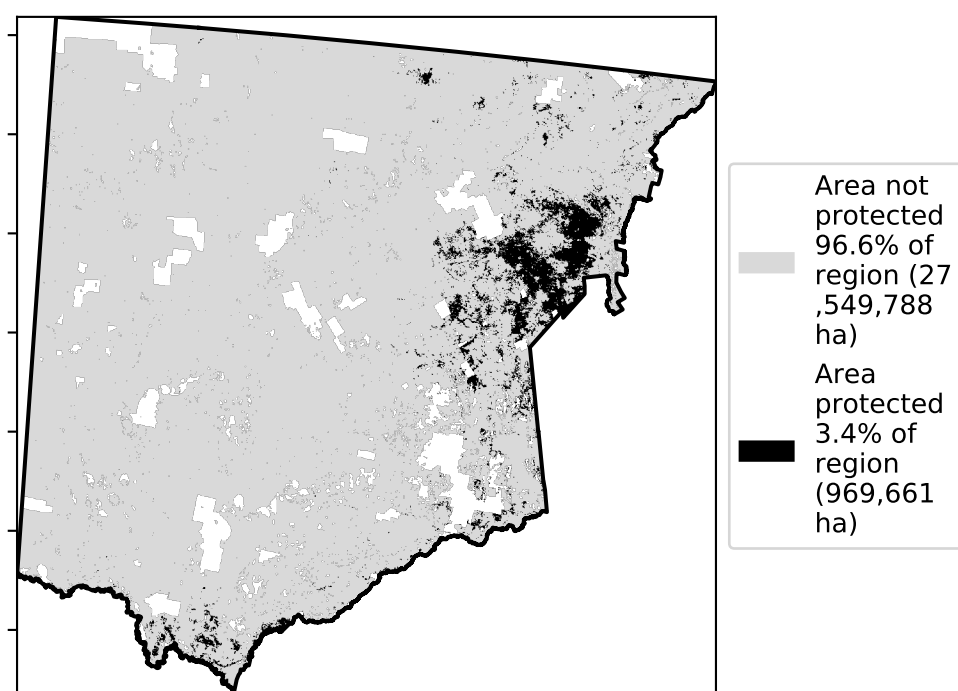 Area not
protected
96.6% of
region (27
,549,788
ha)
Area
protected
3.4% of
region
(969,661
ha)